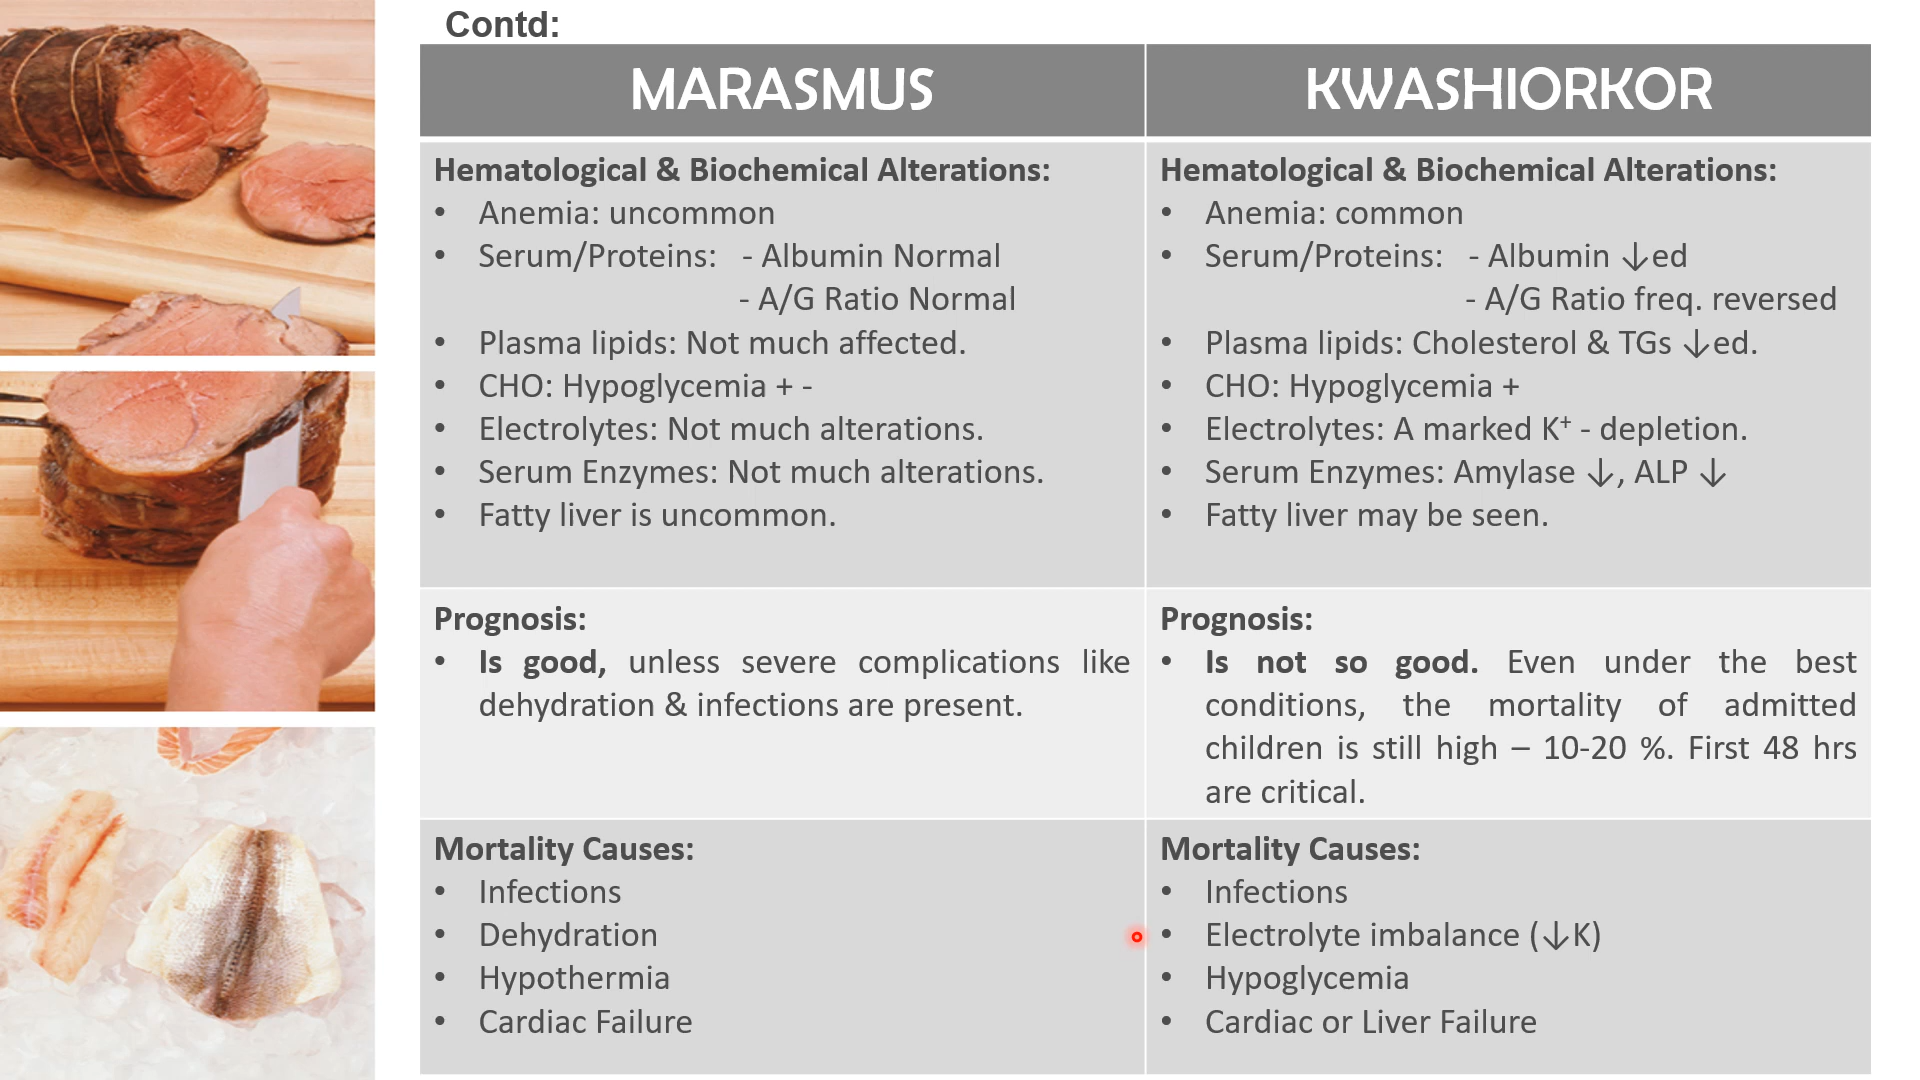 Contd:
MARASMUS
KWASHIORKOR
Hematological & Biochemical Alterations:
• Anemia: uncommon
• Serum/Proteins: - Albumin Normal
- A/G Ratio Normal
• Plasma lipids: Not much affected.
• CHO: Hypoglycemia + -
• Electrolytes: Not much alterations.
• Serum Enzymes: Not much alterations.
• Fatty liver is uncommon.
Hematological & Biochemical Alterations:
• Anemia: common
• Serum/Proteins: - Albumin ↓ed
- A/G Ratio freq. reversed
• Plasma lipids: Cholesterol & TGs ↓ed.
• CHO: Hypoglycemia +
• Electrolytes: A marked K⁺ - depletion.
• Serum Enzymes: Amylase ↓, ALP ↓
• Fatty liver may be seen.
Prognosis:
• Is good, unless severe complications like
dehydration & infections are present.
Prognosis:
• Is not so good. Even under the best
conditions, the mortality of admitted
children is still high – 10-20 %. First 48 hrs
are critical.
Mortality Causes:
• Infections
• Dehydration
• Hypothermia
• Cardiac Failure
Mortality Causes:
• Infections
• Electrolyte imbalance (↓K)
• Hypoglycemia
• Cardiac or Liver Failure